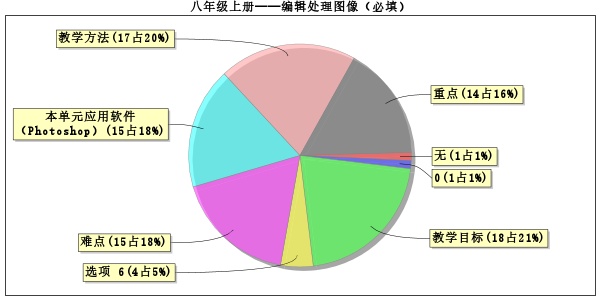 八年级上册——编辑处理图像（必填）
教学方法(17占20%)
重点(14占16%)
本单元应用软件
（Photoshop）(15占18%)
无(1占1%)
0(1占1%)
难点(15占18%)
教学目标(18占21%)
选项 6(4占5%)